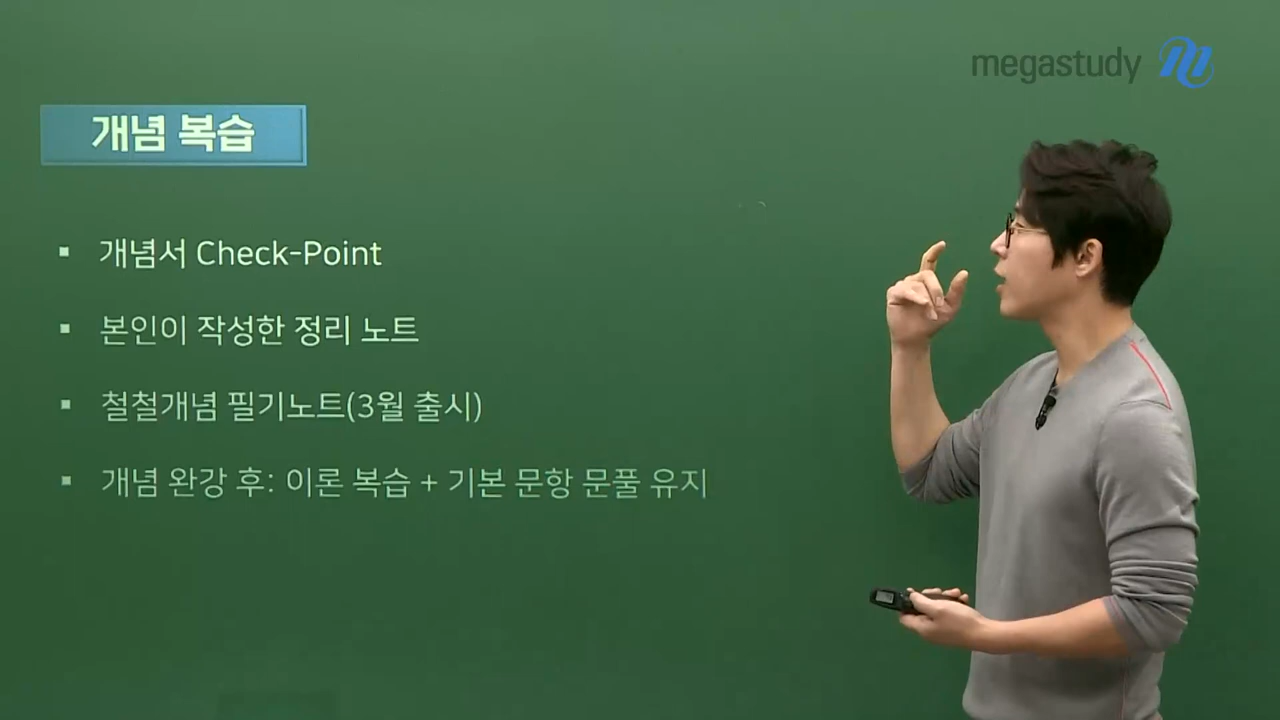 megastudy
개념 복습
개념서 Check-Point
본인이 작성한 정리 노트
철철개념 필기노트(3월 출시)
개념 완강 후: 이론 복습 + 기본 문항 문풀 유지